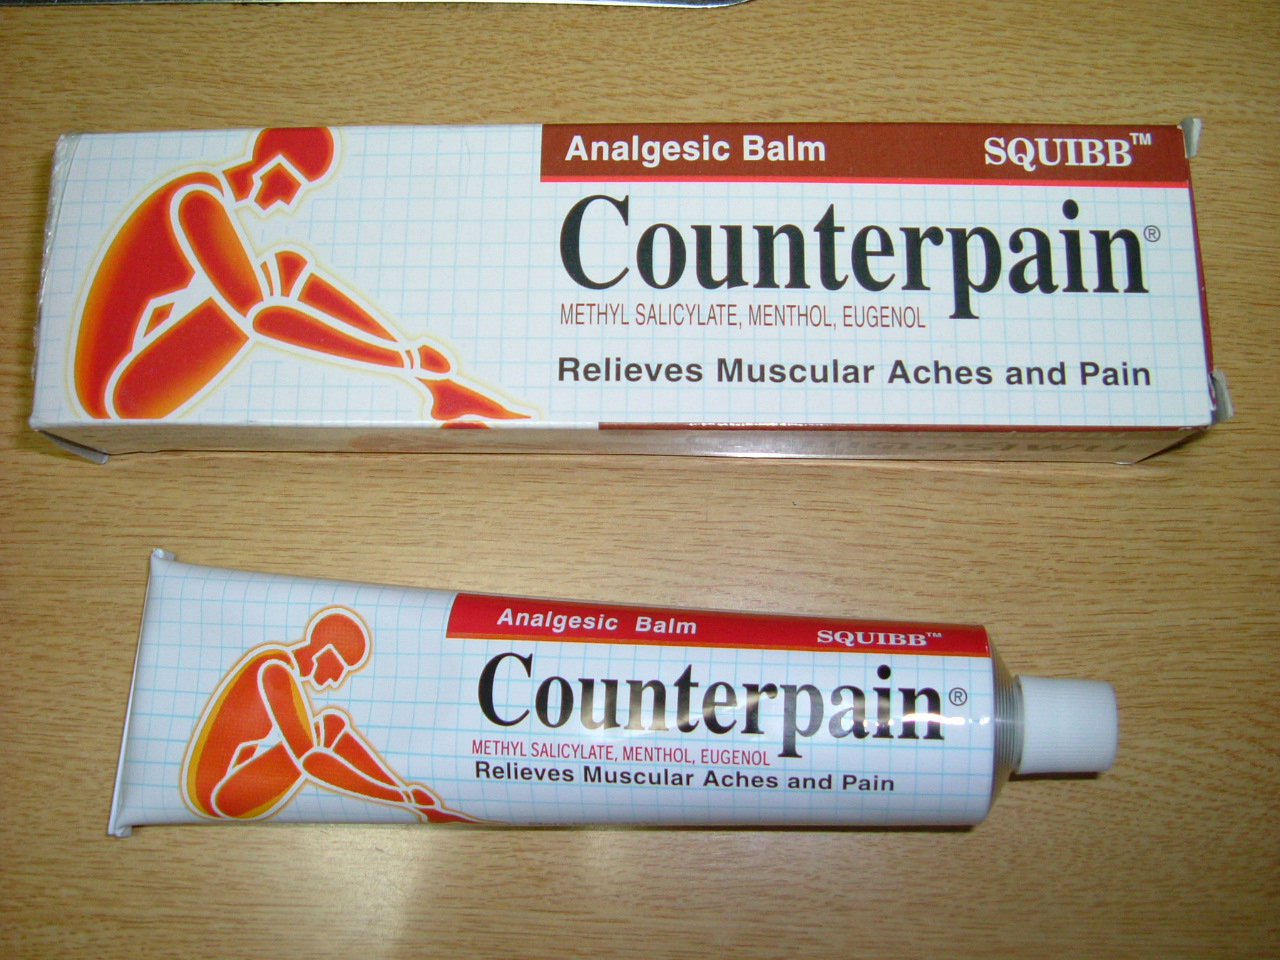 Analgesic Balm SQUIBB™
Counterpain®
METHYL SALICYLATE, MENTHOL, EUGENOL
Relieves Muscular Aches and Pain
Analgesic Balm SQUIBB™
Counterpain®
METHYL SALICYLATE, MENTHOL, EUGENOL
Relieves Muscular Aches and Pain